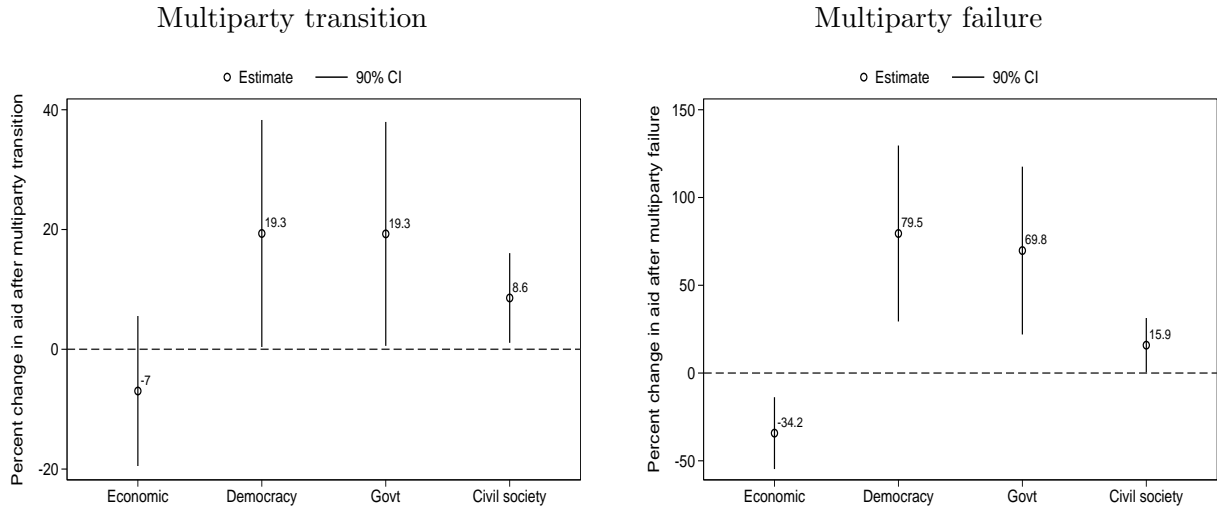 Multiparty transition
Estimate 90% CI
Percent change in aid after multiparty transition
40
20
0
-20
19.3
19.3
8.6
-7
Economic Democracy Govt Civil society
Multiparty failure
Estimate 90% CI
Percent change in aid after multiparty failure
150
100
50
0
-50
79.5
69.8
15.9
-34.2
Economic Democracy Govt Civil society